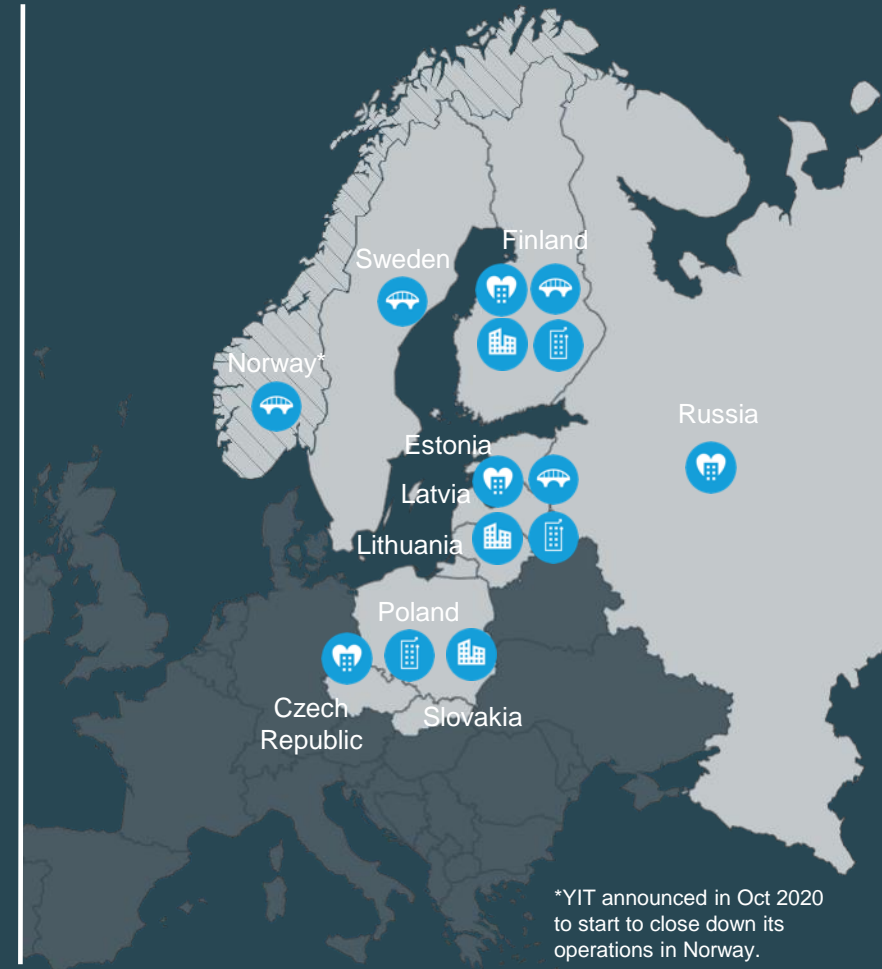 Finland
Sweden
Norway*
Russia
Estonia
Latvia
Lithuania
Poland
Czech
Republic
Slovakia
*YIT announced in Oct 2020
to start to close down its
operations in Norway.